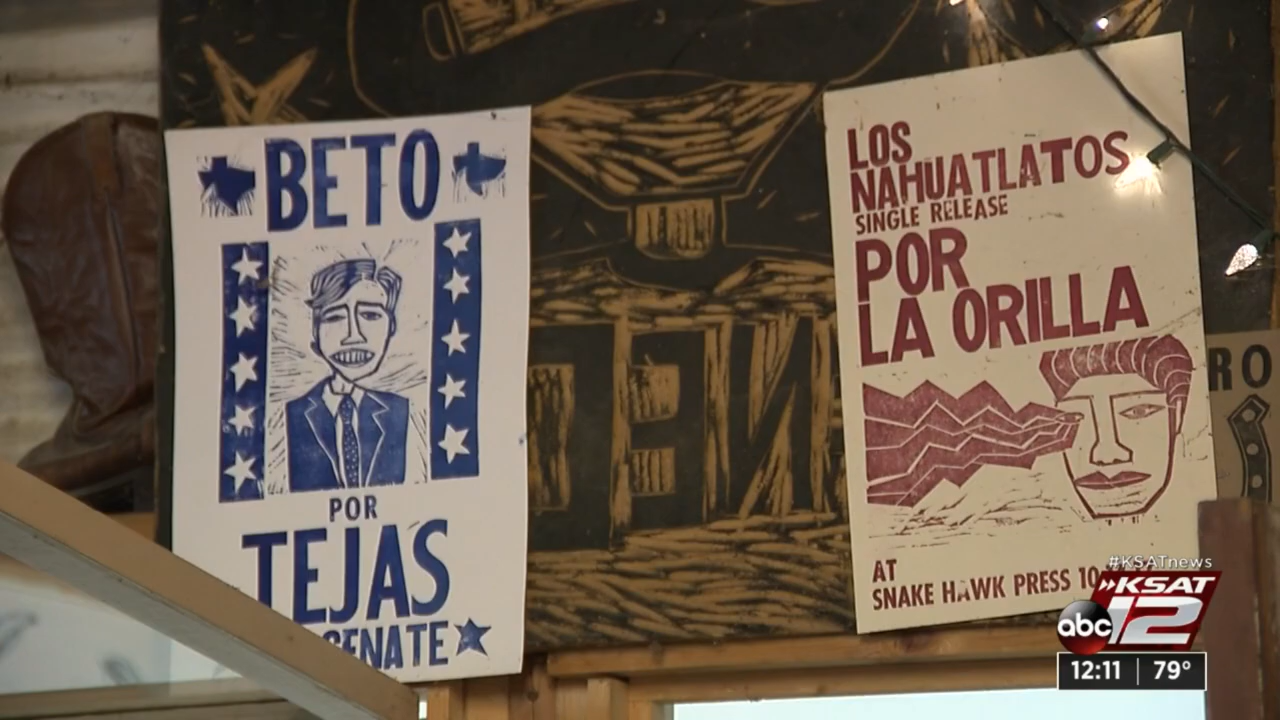 BETO
POR
TEJAS
SENATE
LOS
NAHUATLATOS
SINGLE RELEASE
POR
LA ORILLA
AT
SNAKE HAWK PRESS 10
RO
#KSATnews
KSAT
abc 12
12:11 79°